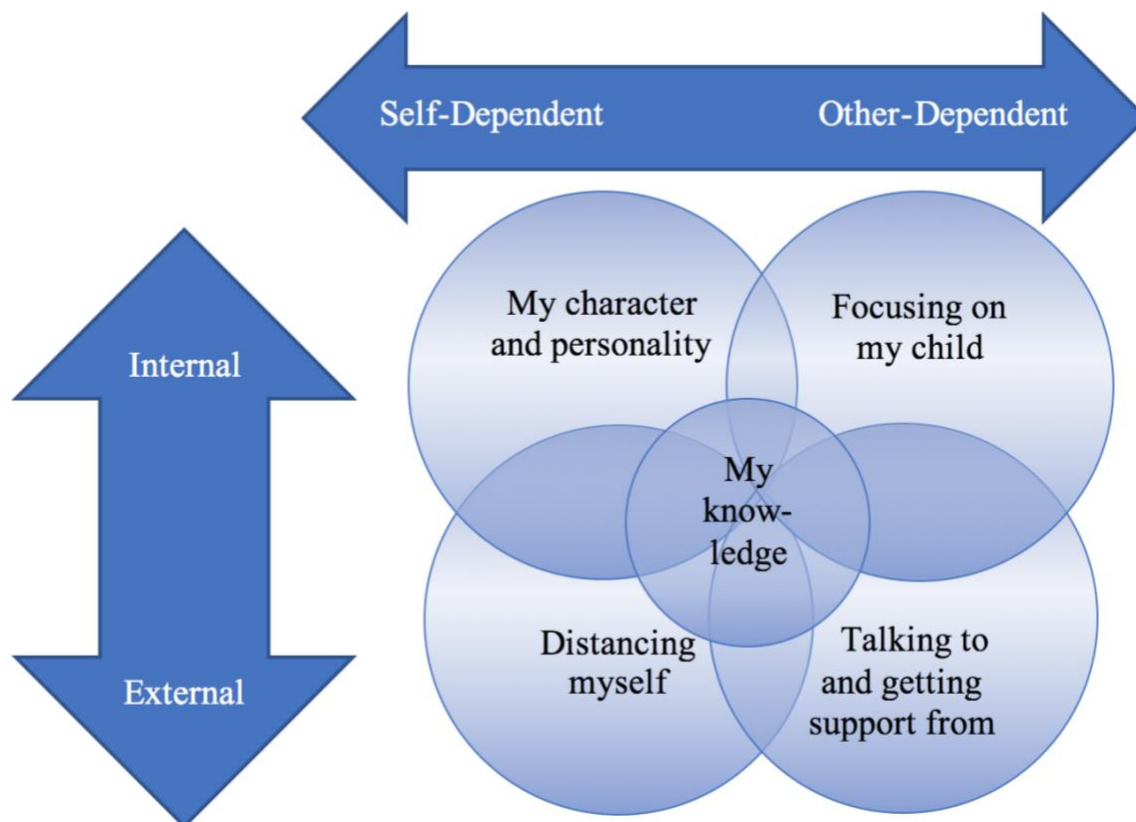 Self-Dependent
Other-Dependent
Internal
External
My character
and personality
Focusing on
my child
My
know-
ledge
Distancing
myself
Talking to
and getting
support from